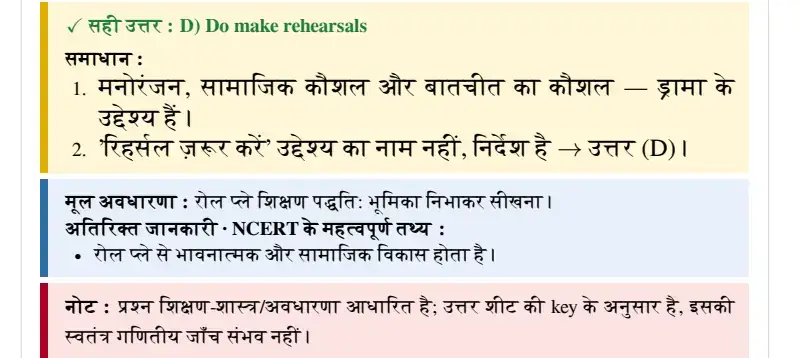 ✓ सही उत्तर : D) Do make rehearsals
समाधान :
1. मनोरंजन, सामाजिक कौशल और बातचीत का कौशल — ड्रामा के
उद्देश्य हैं।
2. 'रिहर्सल ज़रूर करें' उद्देश्य का नाम नहीं, निर्देश है → उत्तर (D)।
मूल अवधारणा : रोल प्ले शिक्षण पद्धति: भूमिका निभाकर सीखना।
अतिरिक्त जानकारी · NCERT के महत्वपूर्ण तथ्य :
• रोल प्ले से भावनात्मक और सामाजिक विकास होता है।
नोट : प्रश्न शिक्षण-शास्त्र/अवधारणा आधारित है; उत्तर शीट की key के अनुसार है, इसकी
स्वतंत्र गणितीय जाँच संभव नहीं।